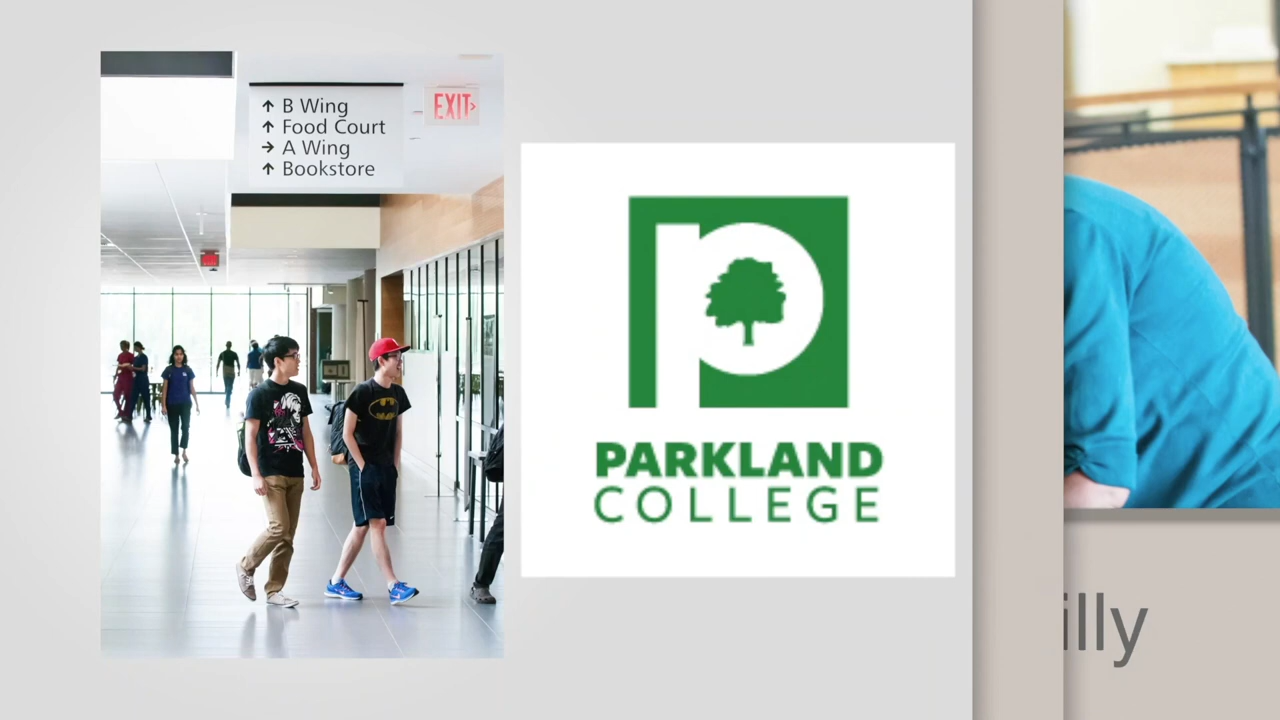 ↑ B Wing
↑ Food Court
→ A Wing
↑ Bookstore
EXIT
PARKLAND
COLLEGE
illy